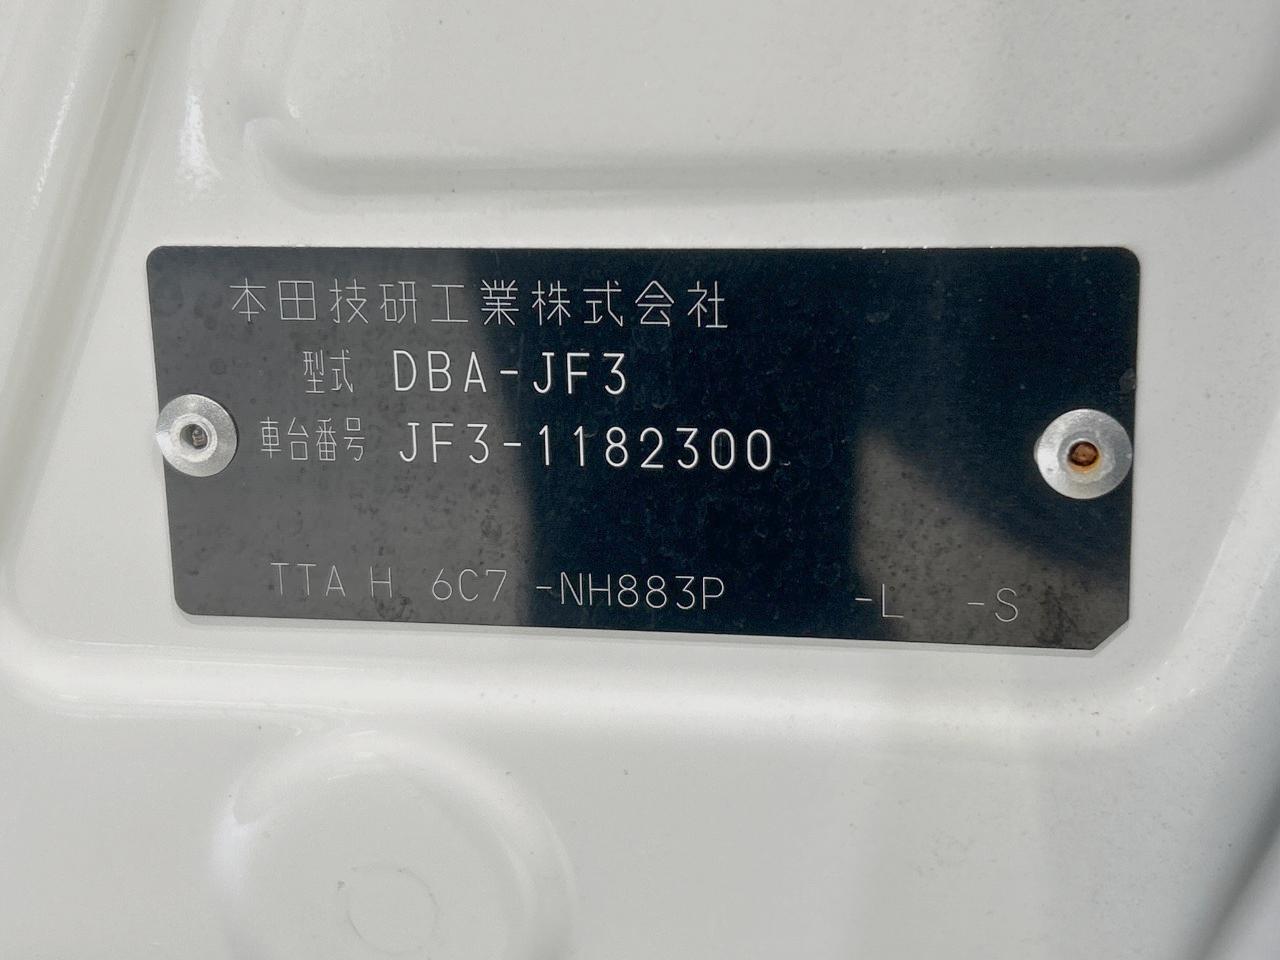 本田技研工業株式会社
型式 DBA-JF3
車台番号 JF3-1182300
TTA H 6C7 -NH883P -L -S